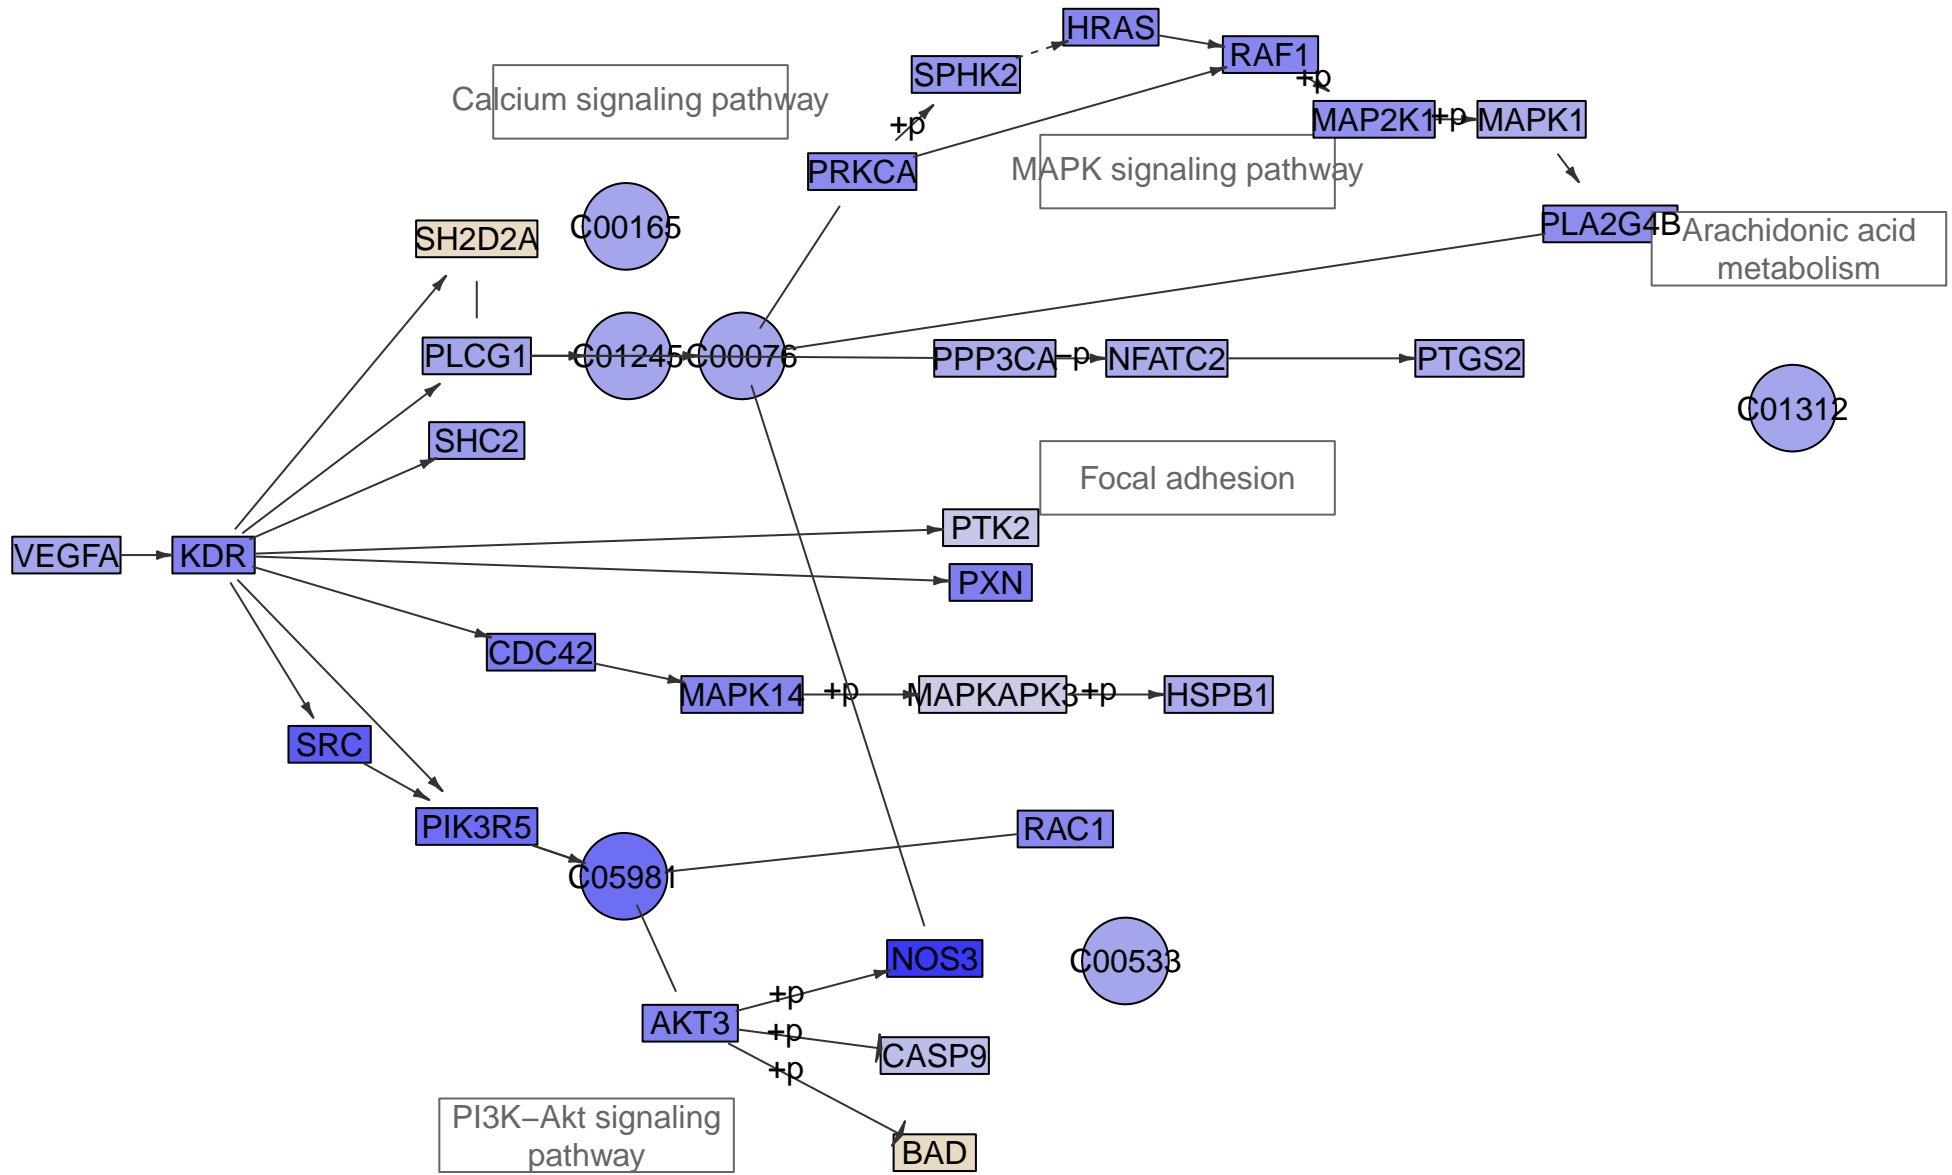 HRAS
RAF1
SPHK2
+p
Calcium signaling pathway
+p
MAP2K1
+p
MAPK1
PRKCA
MAPK signaling pathway
C00165
SH2D2A
PLA2G4B
Arachidonic acid
metabolism
PLCG1
C01245
C00076
PPP3CA
−p
NFATC2
PTGS2
C01312
SHC2
Focal adhesion
PTK2
VEGFA
KDR
PXN
CDC42
MAPK14
+p
MAPKAPK3
+p
HSPB1
SRC
PIK3R5
RAC1
C05981
NOS3
C00533
+p
AKT3
+p
CASP9
+p
PI3K−Akt signaling
pathway
BAD